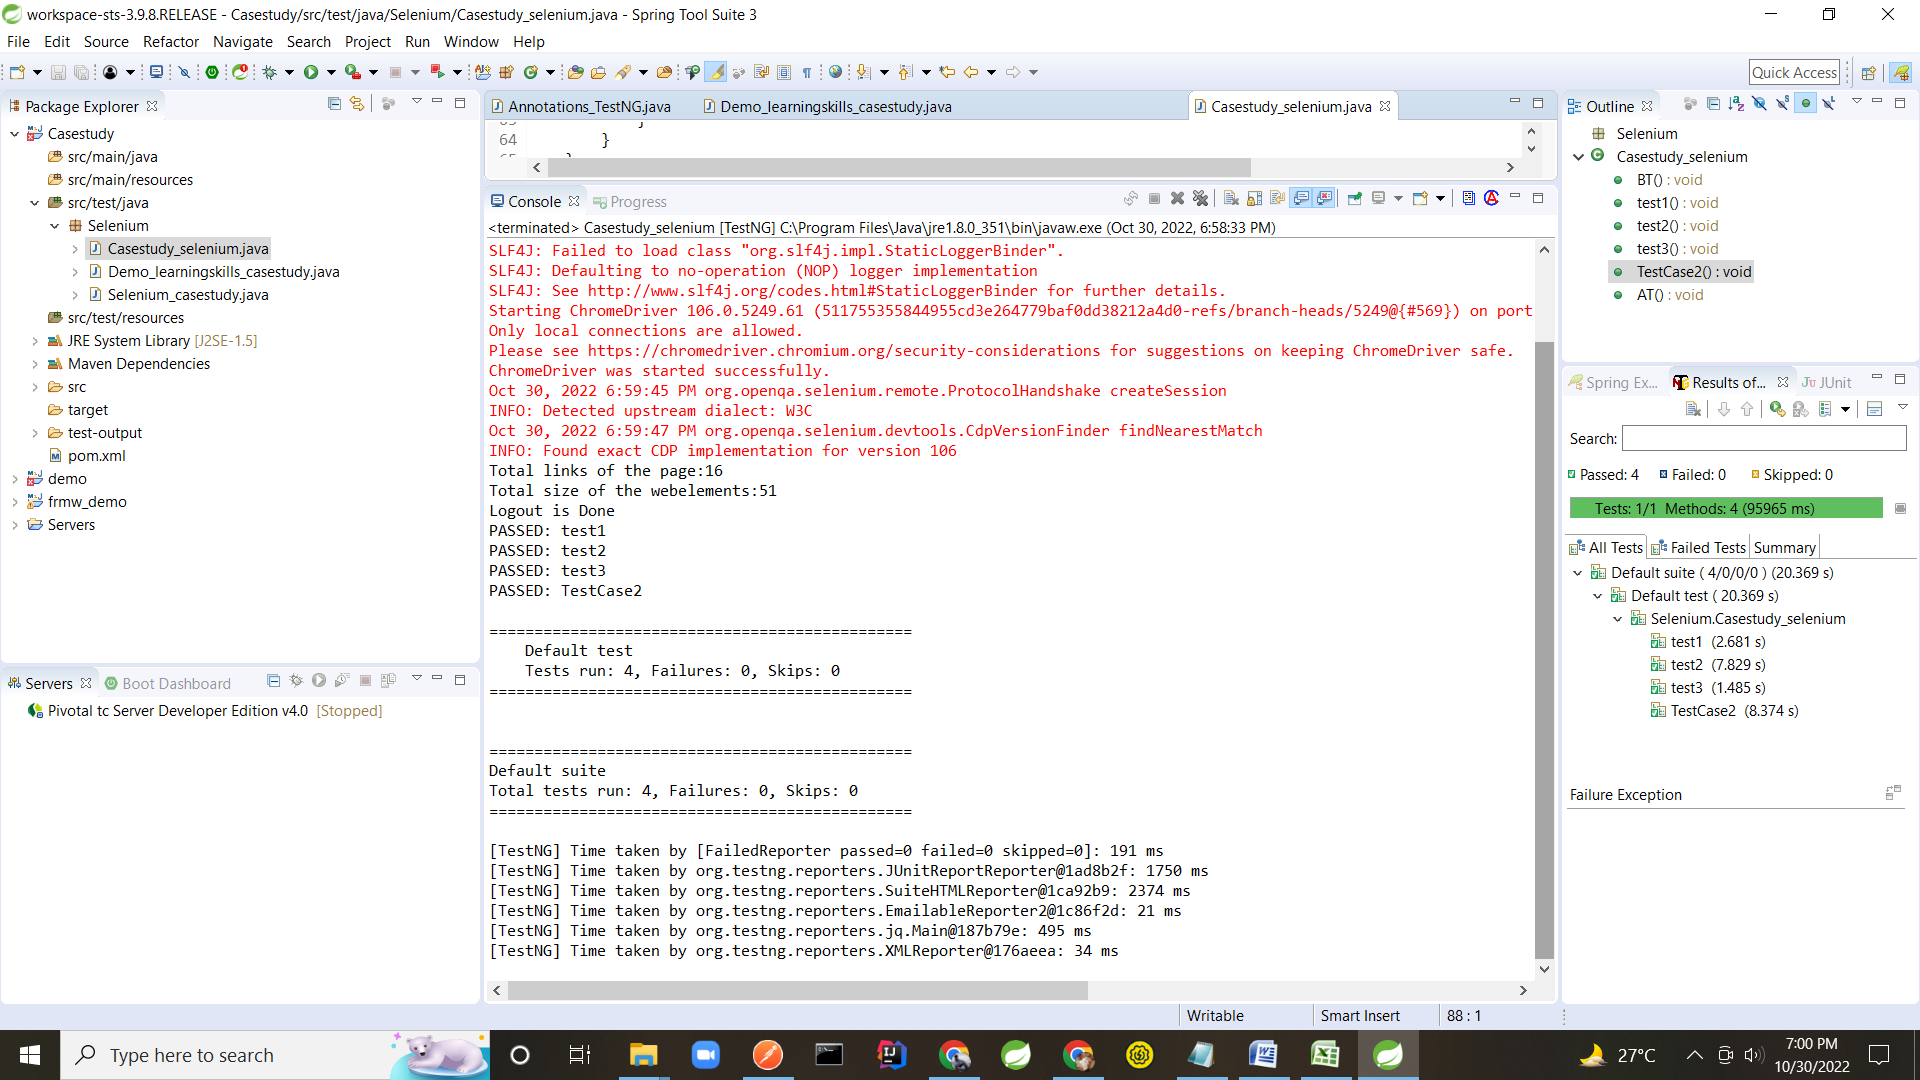 workspace-sts-3.9.8.RELEASE - Casestudy/src/test/java/Selenium/Casestudy_selenium.java - Spring Tool Suite 3
File Edit Source Refactor Navigate Search Project Run Window Help
Quick Access
Package Explorer
Casestudy
src/main/java
src/main/resources
src/test/java
Selenium
Casestudy_selenium.java
Demo_learningskills_casestudy.java
Selenium_casestudy.java
src/test/resources
JRE System Library [J2SE-1.5]
Maven Dependencies
src
target
test-output
pom.xml
demo
frmw_demo
Servers
Servers Boot Dashboard
Pivotal tc Server Developer Edition v4.0 [Stopped]
Annotations_TestNG.java Demo_learningskills_casestudy.java Casestudy_selenium.java
64 }
Console Progress
<terminated> Casestudy_selenium [TestNG] C:\Program Files\Java\jre1.8.0_351\bin\javaw.exe (Oct 30, 2022, 6:58:33 PM)
SLF4J: Failed to load class "org.slf4j.impl.StaticLoggerBinder".
SLF4J: Defaulting to no-operation (NOP) logger implementation
SLF4J: See http://www.slf4j.org/codes.html#StaticLoggerBinder for further details.
Starting ChromeDriver 106.0.5249.61 (511755355844955cd3e264779baf0dd38212a4d0-refs/branch-heads/5249@{#569}) on port
Only local connections are allowed.
Please see https://chromedriver.chromium.org/security-considerations for suggestions on keeping ChromeDriver safe.
ChromeDriver was started successfully.
Oct 30, 2022 6:59:45 PM org.openqa.selenium.remote.ProtocolHandshake createSession
INFO: Detected upstream dialect: W3C
Oct 30, 2022 6:59:47 PM org.openqa.selenium.devtools.CdpVersionFinder findNearestMatch
INFO: Found exact CDP implementation for version 106
Total links of the page:16
Total size of the webelements:51
Logout is Done
PASSED: test1
PASSED: test2
PASSED: test3
PASSED: TestCase2
===============================================
Default test
Tests run: 4, Failures: 0, Skips: 0
===============================================
===============================================
Default suite
Total tests run: 4, Failures: 0, Skips: 0
===============================================
[TestNG] Time taken by [FailedReporter passed=0 failed=0 skipped=0]: 191 ms
[TestNG] Time taken by org.testng.reporters.JUnitReportReporter@1ad8b2f: 1750 ms
[TestNG] Time taken by org.testng.reporters.SuiteHTMLReporter@1ca92b9: 2374 ms
[TestNG] Time taken by org.testng.reporters.EmailableReporter2@1c86f2d: 21 ms
[TestNG] Time taken by org.testng.reporters.jq.Main@187b79e: 495 ms
[TestNG] Time taken by org.testng.reporters.XMLReporter@176aeea: 34 ms
Outline
Selenium
Casestudy_selenium
BT() : void
test1() : void
test2() : void
test3() : void
TestCase2() : void
AT() : void
Spring Ex... Results of... JUnit
Search:
Passed: 4 Failed: 0 Skipped: 0
Tests: 1/1 Methods: 4 (95965 ms)
All Tests Failed Tests Summary
Default suite ( 4/0/0/0 ) (20.369 s)
Default test ( 20.369 s)
Selenium.Casestudy_selenium
test1 (2.681 s)
test2 (7.829 s)
test3 (1.485 s)
TestCase2 (8.374 s)
Failure Exception
Writable Smart Insert 88 : 1
Type here to search
27°C
7:00 PM
10/30/2022